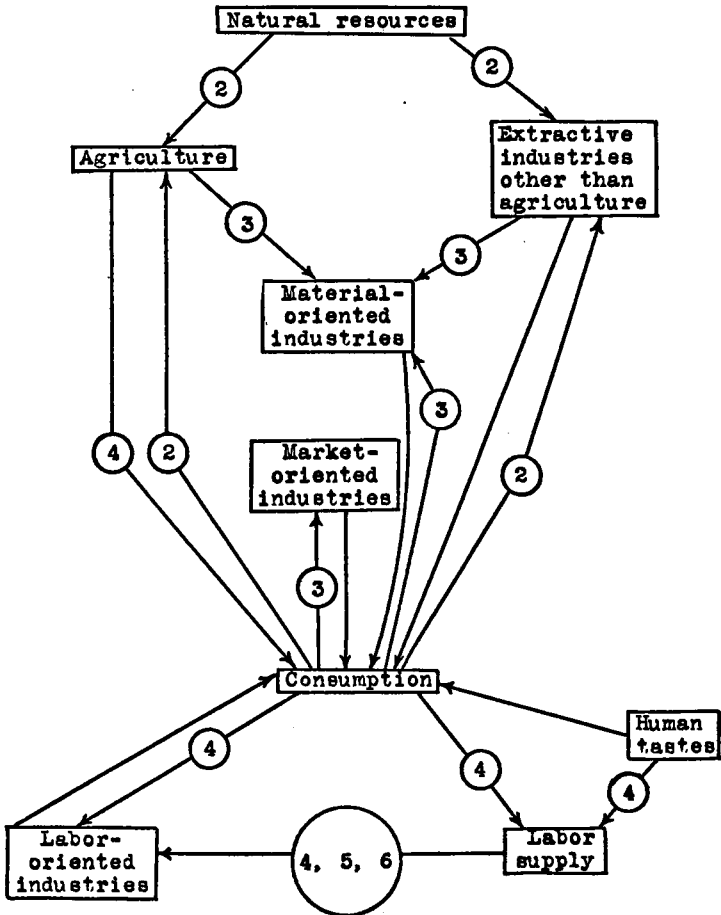 Natural resources
2
2
Agriculture
Extractive
industries
other than
agriculture
3
3
Material-
oriented
industries
3
4
2
Market-
oriented
industries
2
3
Consumption
Human
tastes
4
4
4
Labor-
oriented
industries
4, 5, 6
Labor
supply